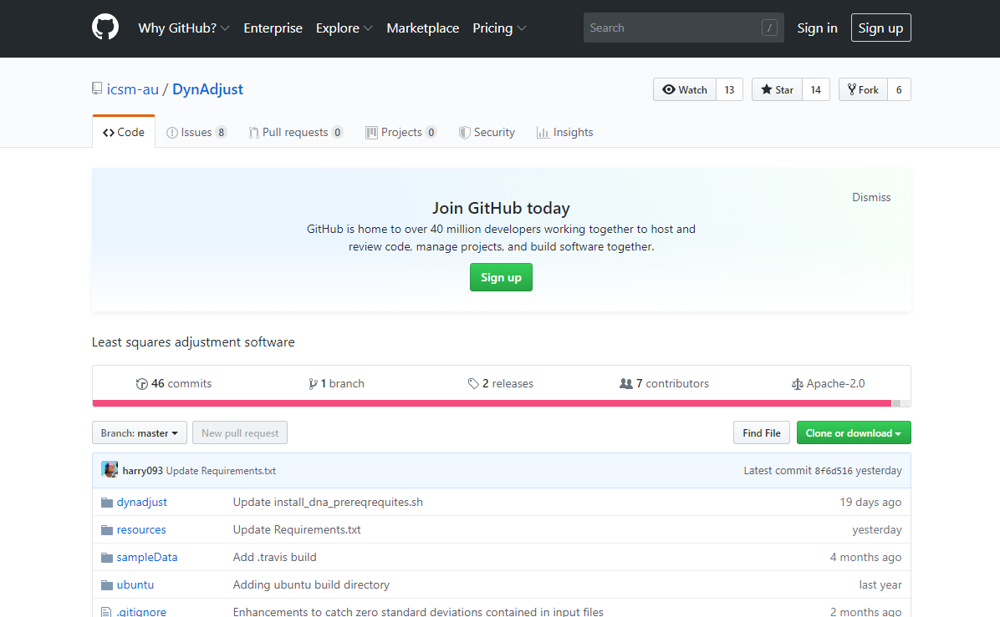 Why GitHub? Enterprise Explore Marketplace Pricing Search / Sign in Sign up
icsm-au / DynAdjust Watch 13 Star 14 Fork 6
Code Issues 8 Pull requests 0 Projects 0 Security Insights
Dismiss
Join GitHub today
GitHub is home to over 40 million developers working together to host and
review code, manage projects, and build software together.
Sign up
Least squares adjustment software
46 commits 1 branch 2 releases 7 contributors Apache-2.0
Branch: master New pull request Find File Clone or download
harry093 Update Requirements.txt Latest commit 8f6d516 yesterday
dynadjust Update install_dna_prereqrequites.sh 19 days ago
resources Update Requirements.txt yesterday
sampleData Add .travis build 4 months ago
ubuntu Adding ubuntu build directory last year
.gitignore Enhancements to catch zero standard deviations contained in input files 2 months ago